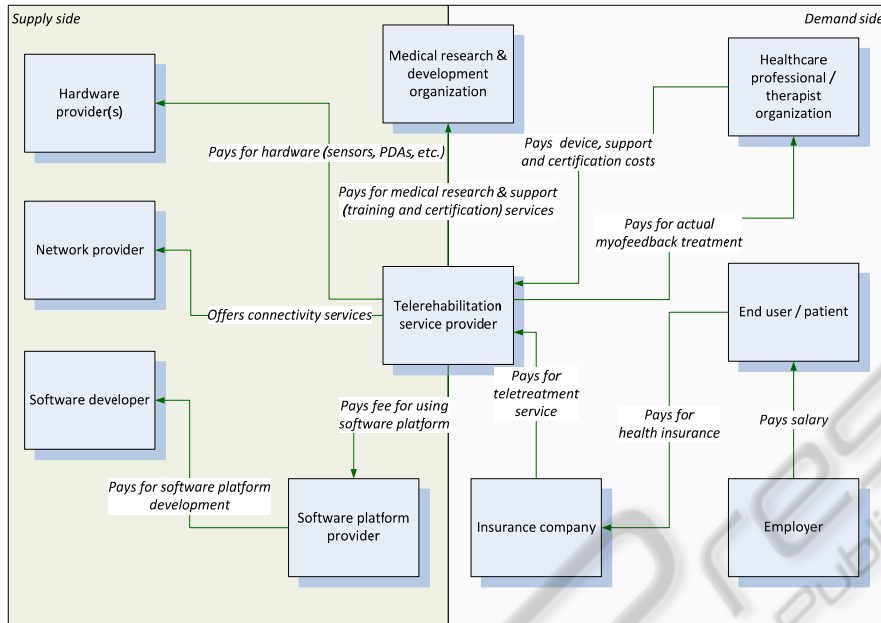 Supply side
Demand side
Hardware
provider(s)
Medical research &
development
organization
Healthcare
professional /
therapist
organization
Pays for hardware (sensors, PDAs, etc.)
Pays device, support
and certification costs
Pays for medical research & support
(training and certification) services
Pays for actual
myofeedback treatment
Network provider
Telerehabilitation
service provider
End user / patient
Offers connectivity services
Software developer
Pays fee for using
software platform
Pays for
teletreatment
service
Pays for
health insurance
Pays salary
Pays for software platform
development
Software platform
provider
Insurance company
Employer